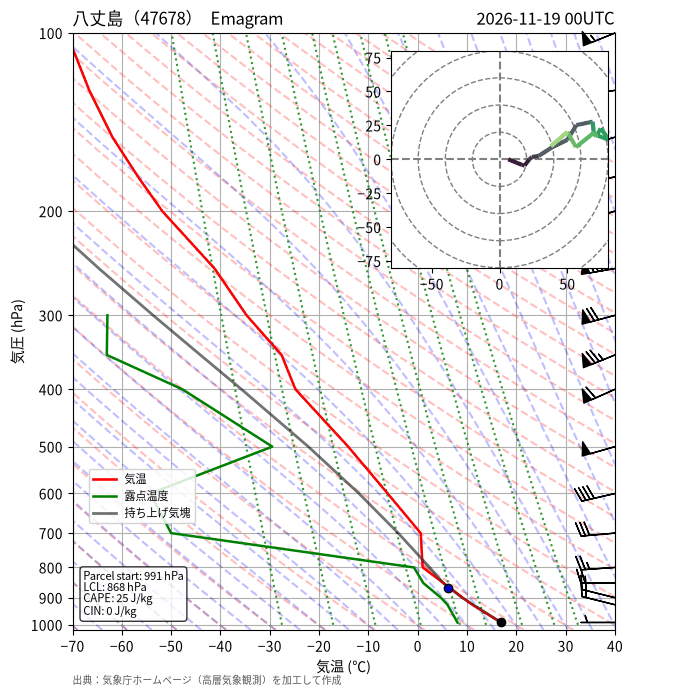 八丈島（47678） Emagram
2026-11-19 00UTC
100
200
300
400
500
600
700
800
900
1000
気圧 (hPa)
75
50
25
0
−25
−50
−75
−50
0
50
気温
露点温度
持ち上げ気塊
Parcel start: 991 hPa
LCL: 868 hPa
CAPE: 25 J/kg
CIN: 0 J/kg
−70
−60
−50
−40
−30
−20
−10
0
10
20
30
40
気温 (℃)
出典：気象庁ホームページ（高層気象観測）を加工して作成